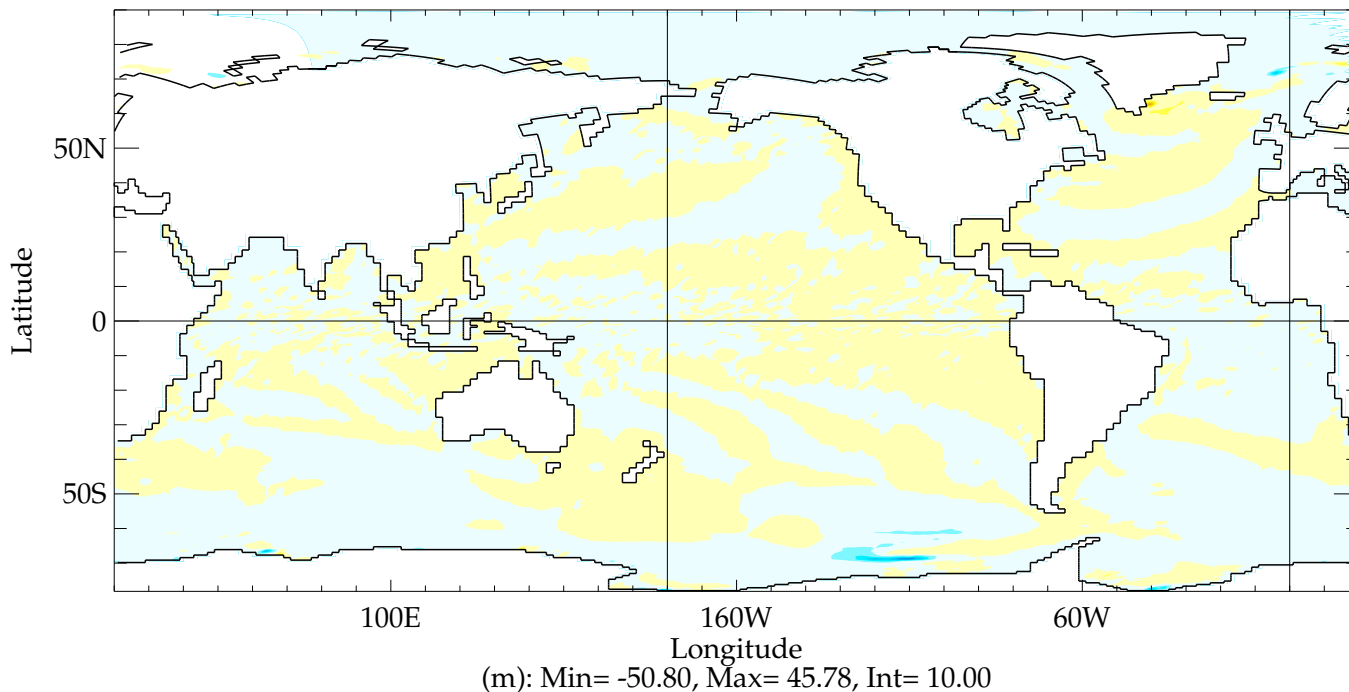 Latitude
50N
0
50S
100E
160W
60W
Longitude
(m): Min= -50.80, Max= 45.78, Int= 10.00